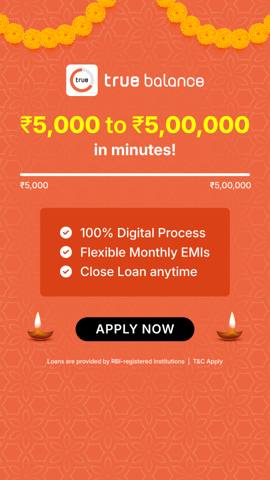 true
true balance
₹5,000 to ₹5,00,000
in minutes!
₹5,000 ₹5,00,000
100% Digital Process
Flexible Monthly EMIs
Close Loan anytime
APPLY NOW
Loans are provided by RBI-registered institutions | T&C Apply